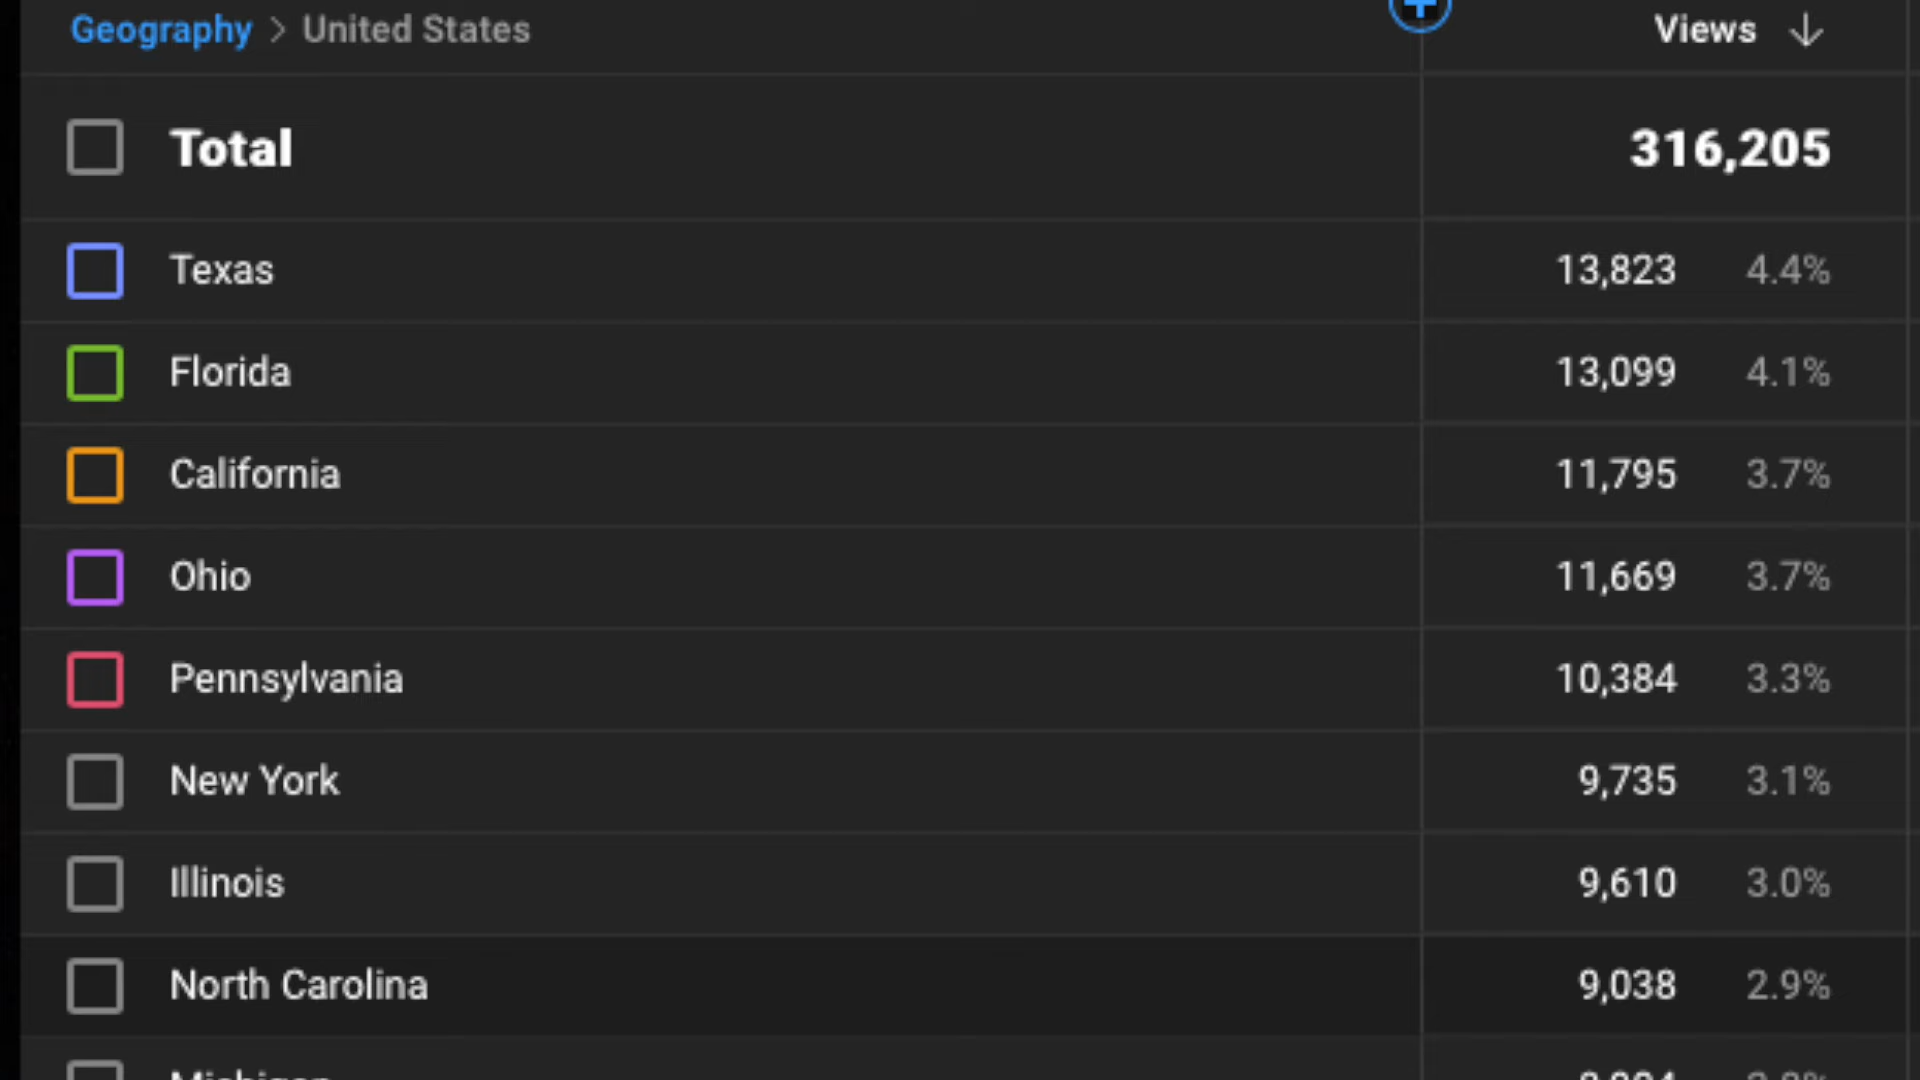 Geography > United States Views ↓
Total 316,205
Texas 13,823 4.4%
Florida 13,099 4.1%
California 11,795 3.7%
Ohio 11,669 3.7%
Pennsylvania 10,384 3.3%
New York 9,735 3.1%
Illinois 9,610 3.0%
North Carolina 9,038 2.9%
Michigan